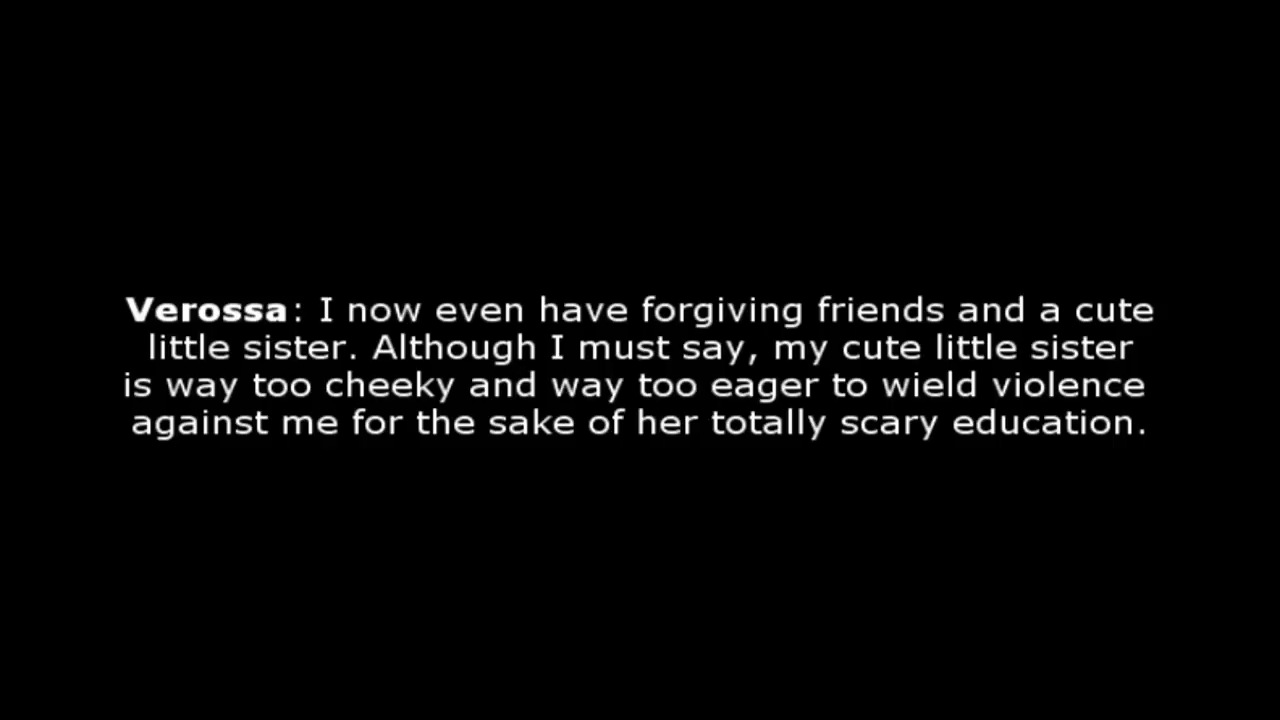 Verossa: I now even have forgiving friends and a cute
little sister. Although I must say, my cute little sister
is way too cheeky and way too eager to wield violence
against me for the sake of her totally scary education.